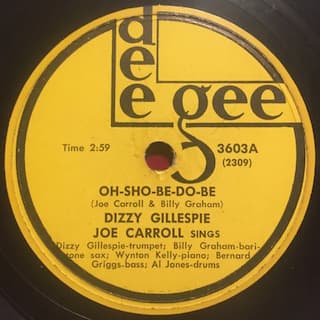 dee gee
Time 2:59
3603A
(2309)
OH-SHO-BE-DO-BE
(Joe Carroll & Billy Graham)
DIZZY GILLESPIE
JOE CARROLL SINGS
Dizzy Gillespie-trumpet; Billy Graham-bari-
tone sax; Wynton Kelly-piano; Bernard
Griggs-bass; Al Jones-drums